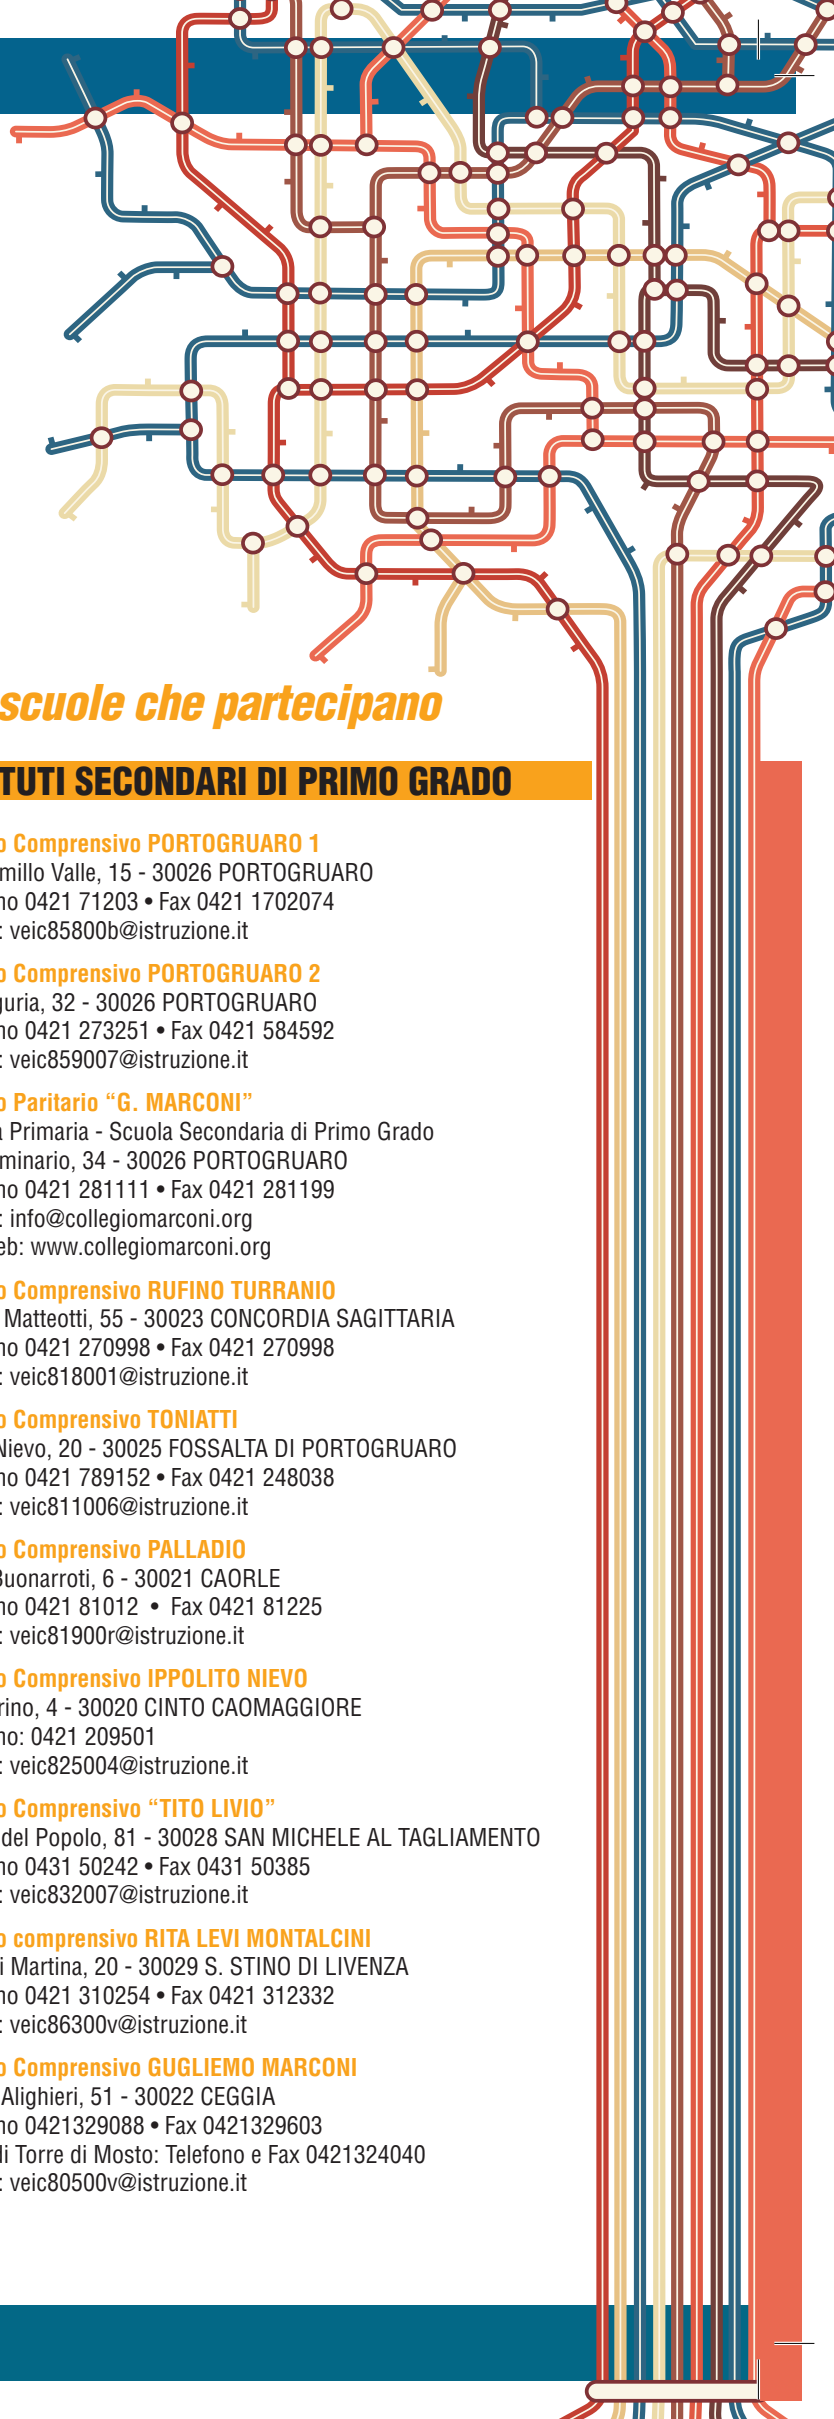 scuole che partecipano
TUTI SECONDARI DI PRIMO GRADO
o Comprensivo PORTOGRUARO 1
millo Valle, 15 - 30026 PORTOGRUARO
no 0421 71203 • Fax 0421 1702074
: veic85800b@istruzione.it
o Comprensivo PORTOGRUARO 2
guria, 32 - 30026 PORTOGRUARO
no 0421 273251 • Fax 0421 584592
: veic859007@istruzione.it
o Paritario “G. MARCONI”
a Primaria - Scuola Secondaria di Primo Grado
minario, 34 - 30026 PORTOGRUARO
no 0421 281111 • Fax 0421 281199
: info@collegiomarconi.org
eb: www.collegiomarconi.org
o Comprensivo RUFINO TURRANIO
Matteotti, 55 - 30023 CONCORDIA SAGITTARIA
no 0421 270998 • Fax 0421 270998
: veic818001@istruzione.it
o Comprensivo TONIATTI
Nievo, 20 - 30025 FOSSALTA DI PORTOGRUARO
no 0421 789152 • Fax 0421 248038
: veic811006@istruzione.it
o Comprensivo PALLADIO
Buonarroti, 6 - 30021 CAORLE
no 0421 81012 • Fax 0421 81225
: veic81900r@istruzione.it
o Comprensivo IPPOLITO NIEVO
rino, 4 - 30020 CINTO CAOMAGGIORE
no: 0421 209501
: veic825004@istruzione.it
o Comprensivo “TITO LIVIO”
del Popolo, 81 - 30028 SAN MICHELE AL TAGLIAMENTO
no 0431 50242 • Fax 0431 50385
: veic832007@istruzione.it
o comprensivo RITA LEVI MONTALCINI
i Martina, 20 - 30029 S. STINO DI LIVENZA
no 0421 310254 • Fax 0421 312332
: veic86300v@istruzione.it
o Comprensivo GUGLIEMO MARCONI
Alighieri, 51 - 30022 CEGGIA
no 0421329088 • Fax 0421329603
di Torre di Mosto: Telefono e Fax 0421324040
: veic80500v@istruzione.it